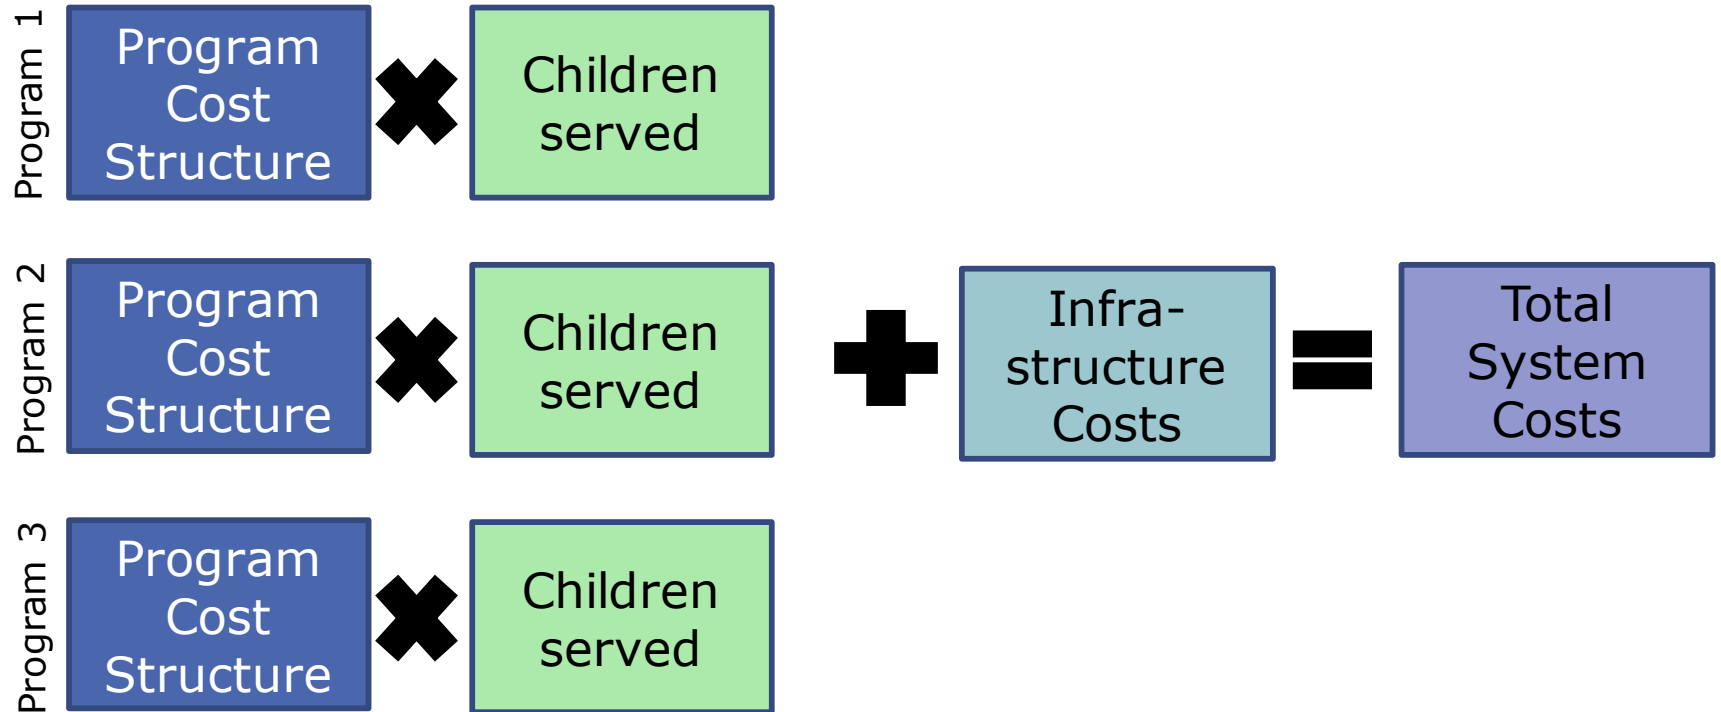 Program 1
Program
Cost
Structure
Children
served
Program 2
Program
Cost
Structure
Children
served
Infra-
structure
Costs
Total
System
Costs
Program 3
Program
Cost
Structure
Children
served